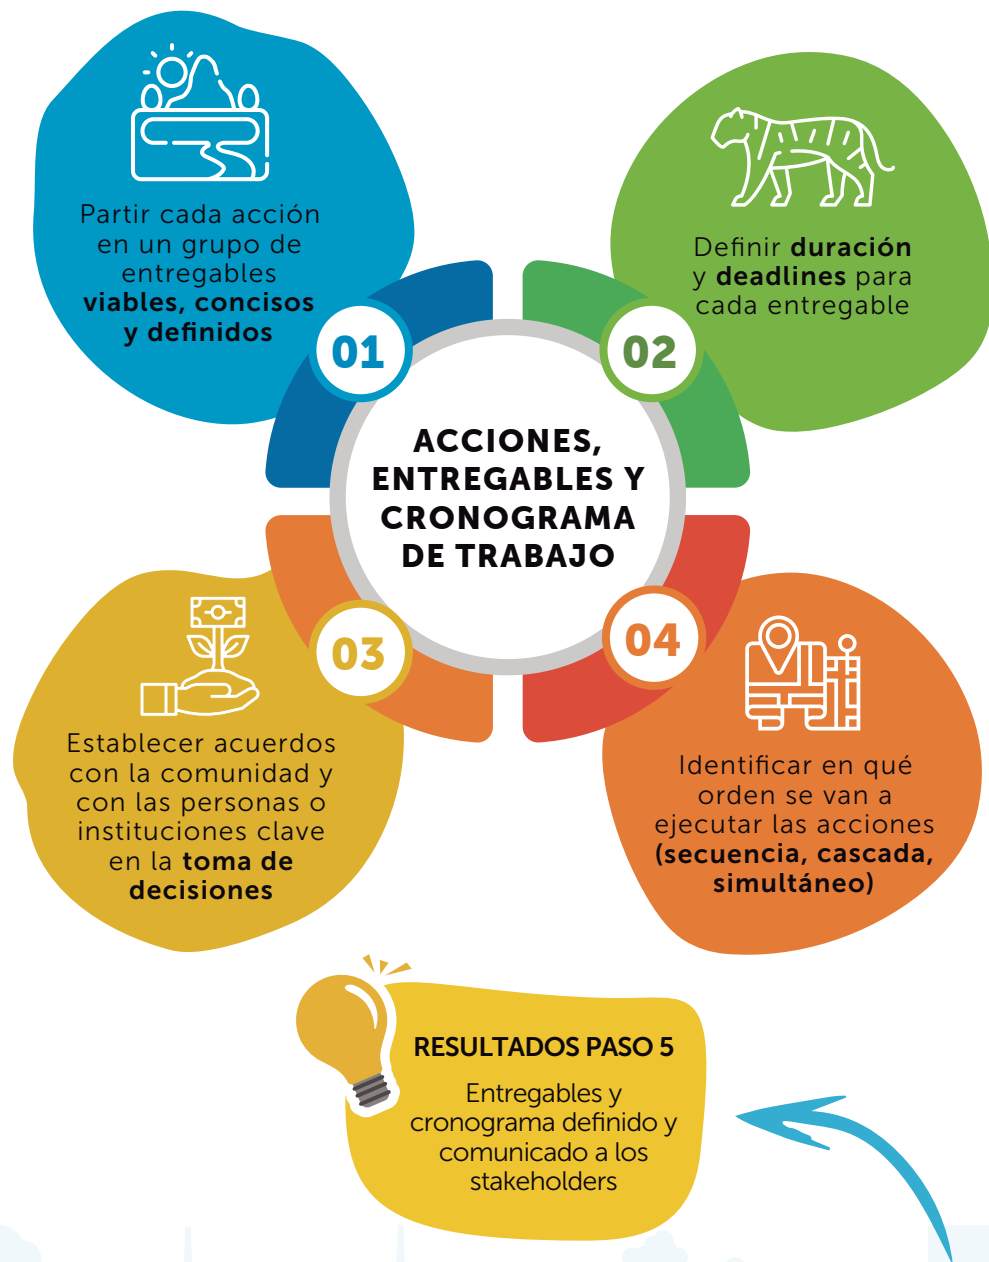 Partir cada acción
en un grupo de
entregables
viables, concisos
y definidos
01
Definir duración
y deadlines para
cada entregable
02
ACCIONES,
ENTREGABLES Y
CRONOGRAMA
DE TRABAJO
03
Establecer acuerdos
con la comunidad y
con las personas o
instituciones clave
en la toma de
decisiones
04
Identificar en qué
orden se van a
ejecutar las acciones
(secuencia, cascada,
simultáneo)
RESULTADOS PASO 5
Entregables y
cronograma definido y
comunicado a los
stakeholders